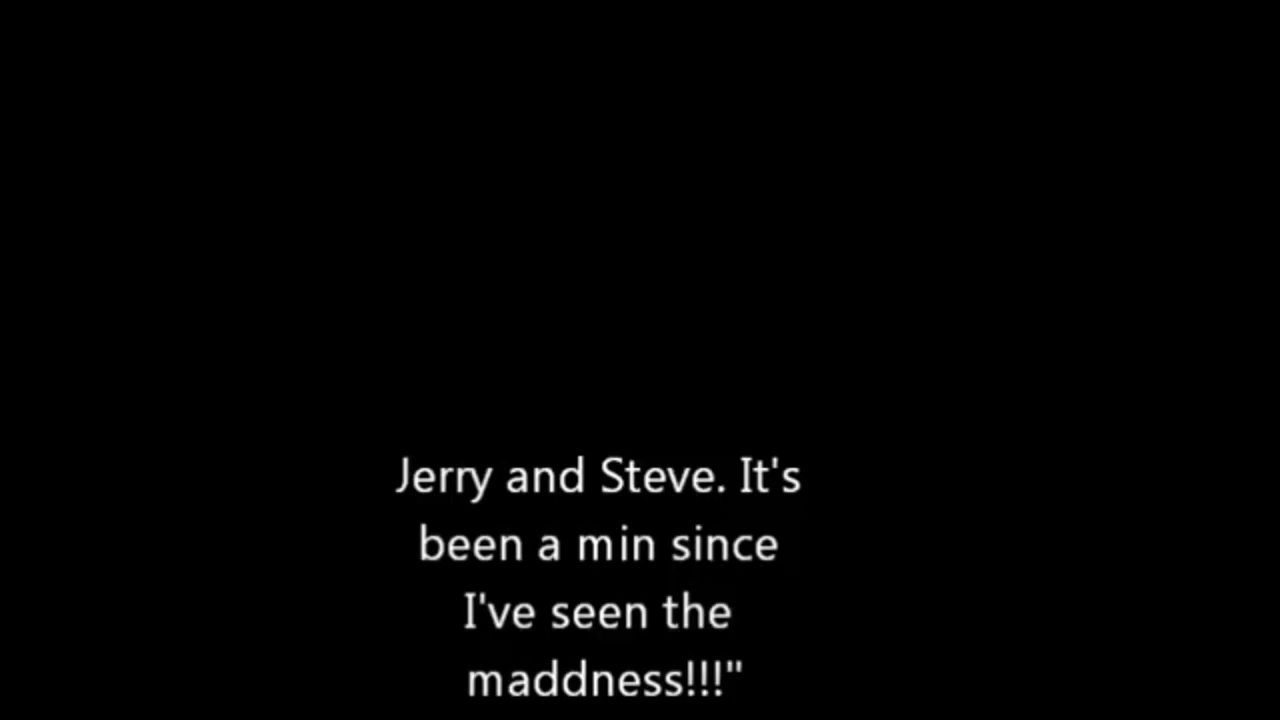 Jerry and Steve. It's
been a min since
I've seen the
maddness!!!"